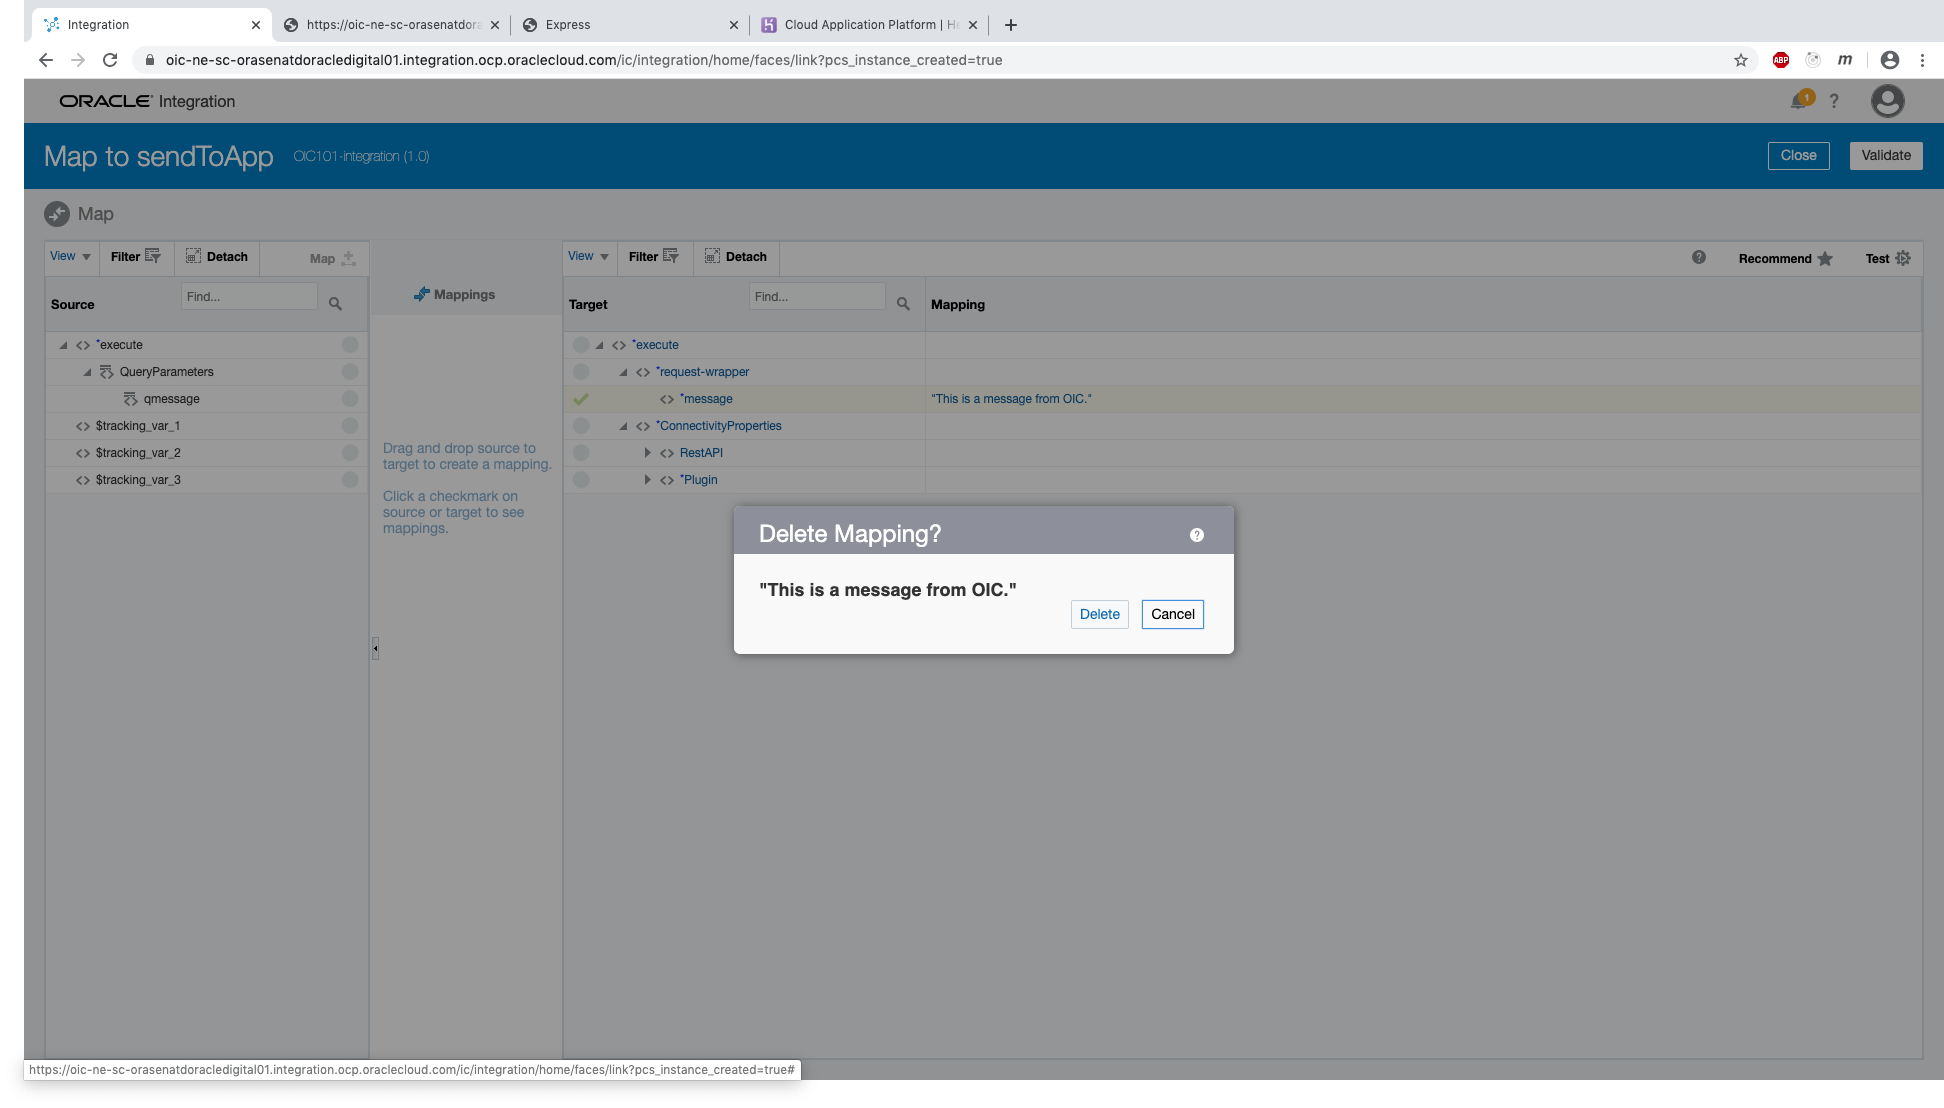 Integration
https://oic-ne-sc-orasenatdora
Express
Cloud Application Platform | He
oic-ne-sc-orasenatdoracledigital01.integration.ocp.oraclecloud.com/ic/integration/home/faces/link?pcs_instance_created=true
ABP
m
ORACLE Integration
1
?
Map to sendToApp
OIC101-integration (1.0)
Close
Validate
Map
View
Filter
Detach
Map
Source
Find...
*execute
QueryParameters
qmessage
$tracking_var_1
$tracking_var_2
$tracking_var_3
Mappings
Drag and drop source to
target to create a mapping.
Click a checkmark on
source or target to see
mappings.
View
Filter
Detach
?
Recommend
Test
Target
Find...
Mapping
*execute
*request-wrapper
*message
"This is a message from OIC."
*ConnectivityProperties
RestAPI
*Plugin
Delete Mapping?
?
"This is a message from OIC."
Delete
Cancel
https://oic-ne-sc-orasenatdoracledigital01.integration.ocp.oraclecloud.com/ic/integration/home/faces/link?pcs_instance_created=true#